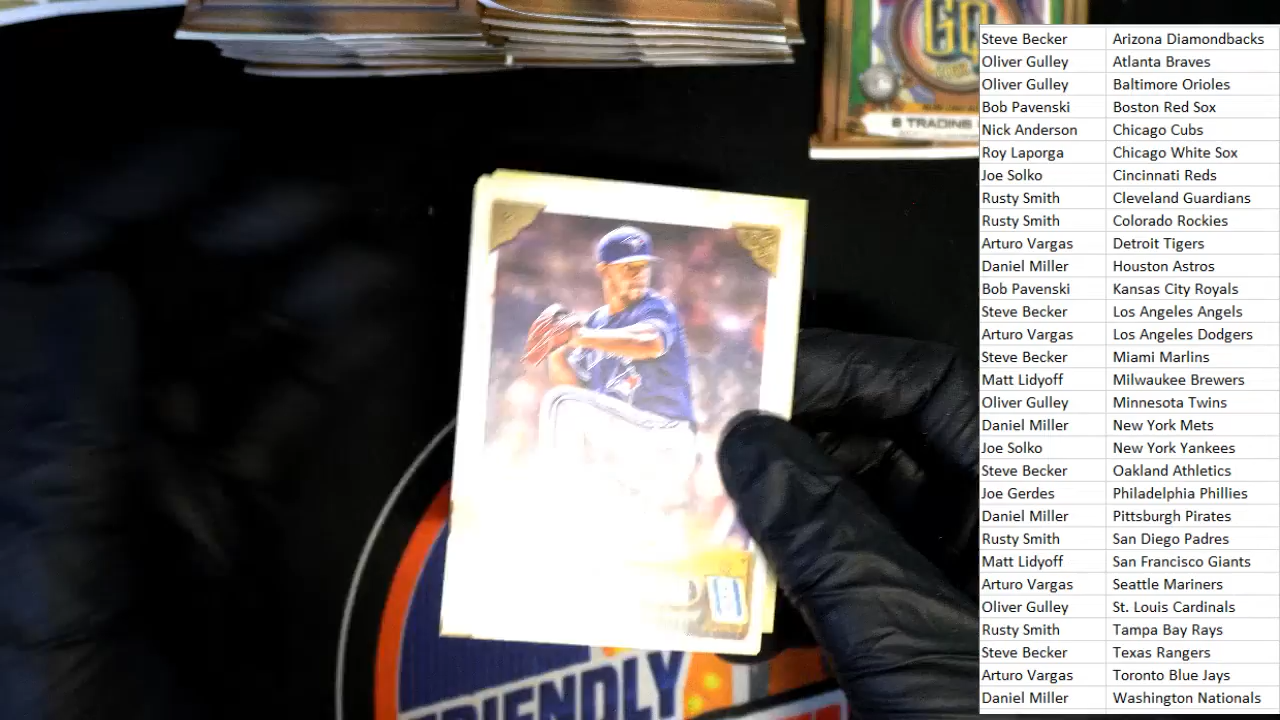 GQ
8 TRADING
FRIENDLY
Steve Becker Arizona Diamondbacks
Oliver Gulley Atlanta Braves
Oliver Gulley Baltimore Orioles
Bob Pavenski Boston Red Sox
Nick Anderson Chicago Cubs
Roy Laporga Chicago White Sox
Joe Solko Cincinnati Reds
Rusty Smith Cleveland Guardians
Rusty Smith Colorado Rockies
Arturo Vargas Detroit Tigers
Daniel Miller Houston Astros
Bob Pavenski Kansas City Royals
Steve Becker Los Angeles Angels
Arturo Vargas Los Angeles Dodgers
Steve Becker Miami Marlins
Matt Lidyoff Milwaukee Brewers
Oliver Gulley Minnesota Twins
Daniel Miller New York Mets
Joe Solko New York Yankees
Steve Becker Oakland Athletics
Joe Gerdes Philadelphia Phillies
Daniel Miller Pittsburgh Pirates
Rusty Smith San Diego Padres
Matt Lidyoff San Francisco Giants
Arturo Vargas Seattle Mariners
Oliver Gulley St. Louis Cardinals
Rusty Smith Tampa Bay Rays
Steve Becker Texas Rangers
Arturo Vargas Toronto Blue Jays
Daniel Miller Washington Nationals